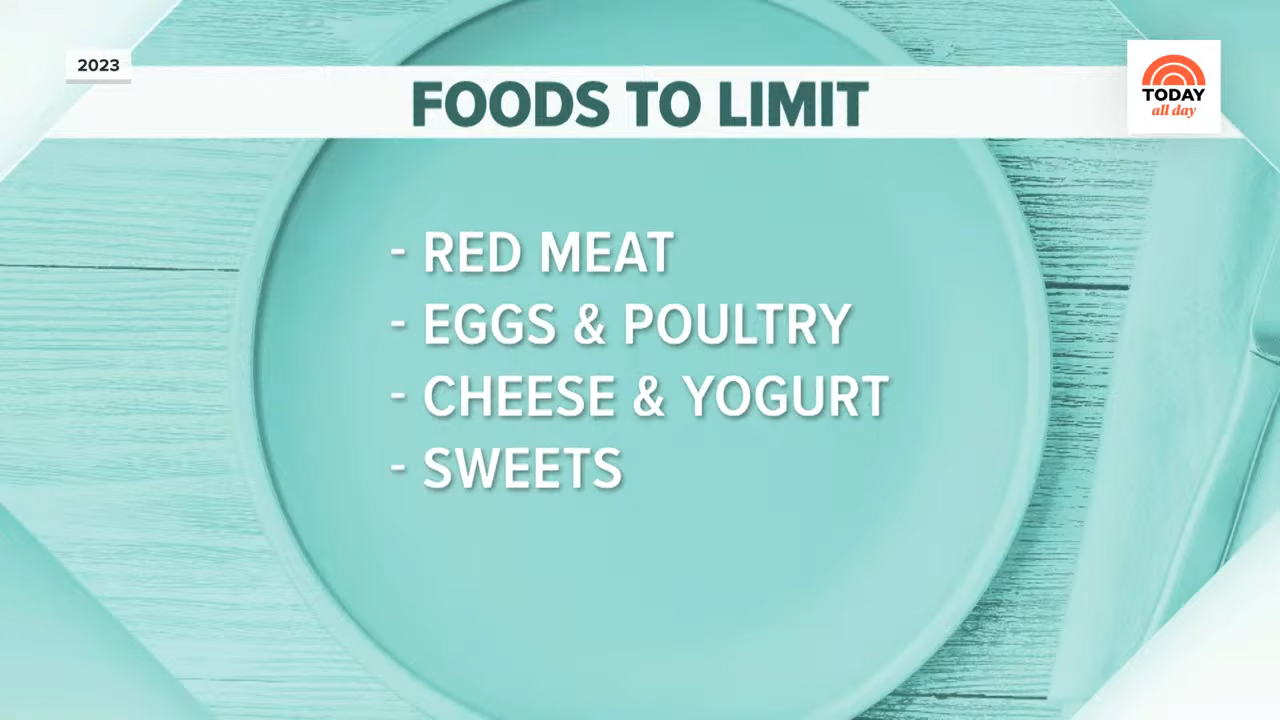 2023
FOODS TO LIMIT
TODAY
all day
- RED MEAT
- EGGS & POULTRY
- CHEESE & YOGURT
- SWEETS